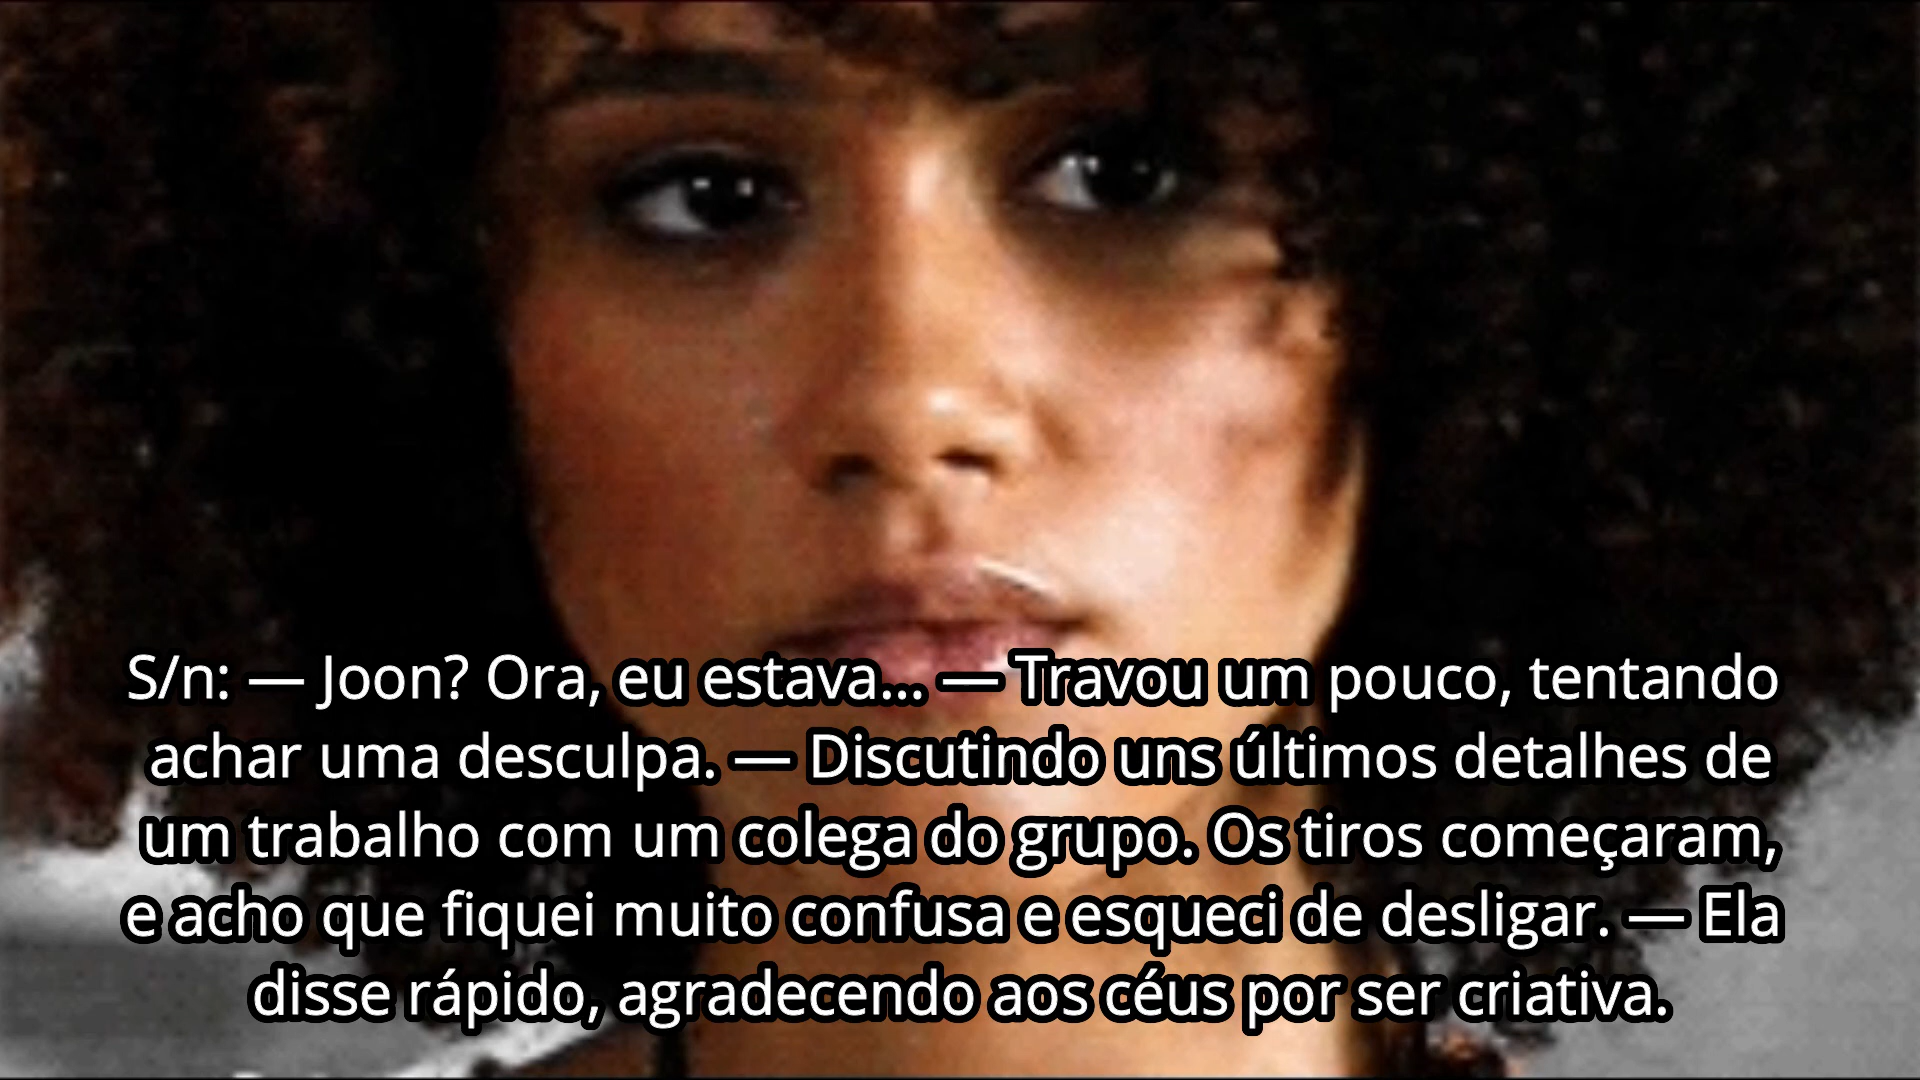 S/n: — Joon? Ora, eu estava... — Travou um pouco, tentando
achar uma desculpa. — Discutindo uns últimos detalhes de
um trabalho com um colega do grupo. Os tiros começaram,
e acho que fiquei muito confusa e esqueci de desligar. — Ela
disse rápido, agradecendo aos céus por ser criativa.